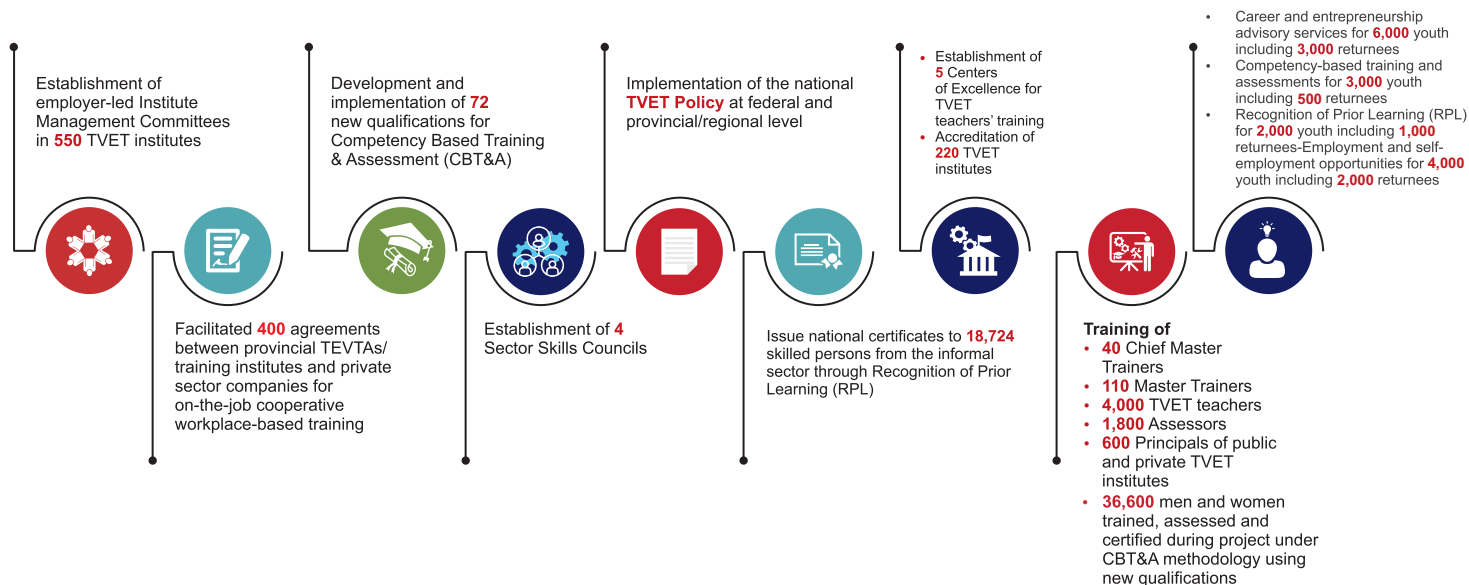 Establishment of
employer-led Institute
Management Committees
in 550 TVET institutes
Facilitated 400 agreements
between provincial TEVTAs/
training institutes and private
sector companies for
on-the-job cooperative
workplace-based training
Development and
implementation of 72
new qualifications for
Competency Based Training
& Assessment (CBT&A)
Establishment of 4
Sector Skills Councils
Implementation of the national
TVET Policy at federal and
provincial/regional level
Issue national certificates to 18,724
skilled persons from the informal
sector through Recognition of Prior
Learning (RPL)
• Establishment of
5 Centers
of Excellence for
TVET
teachers' training
• Accreditation of
220 TVET
institutes
Training of
• 40 Chief Master
Trainers
• 110 Master Trainers
• 4,000 TVET teachers
• 1,800 Assessors
• 600 Principals of public
and private TVET
institutes
• 36,600 men and women
trained, assessed and
certified during project under
CBT&A methodology using
new qualifications
• Career and entrepreneurship
advisory services for 6,000 youth
including 3,000 returnees
• Competency-based training and
assessments for 3,000 youth
including 500 returnees
• Recognition of Prior Learning (RPL)
for 2,000 youth including 1,000
returnees-Employment and self-
employment opportunities for 4,000
youth including 2,000 returnees